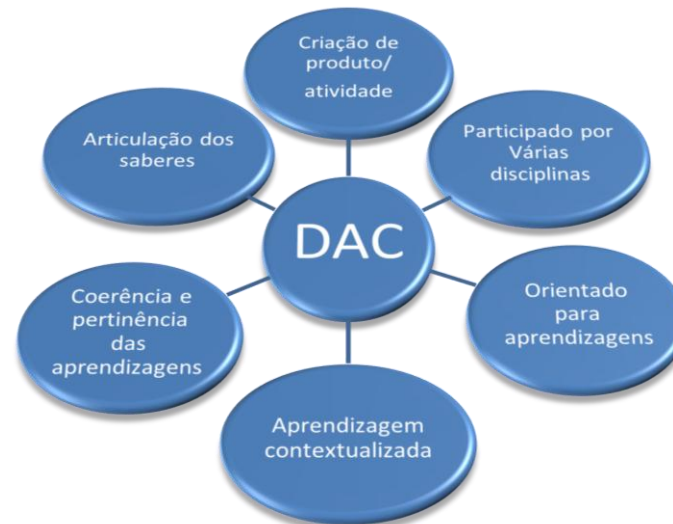 Criação de
produto/
atividade
Participado por
Várias
disciplinas
Orientado
para
aprendizagens
Aprendizagem
contextualizada
Coerência e
pertinência
das
aprendizagens
Articulação dos
saberes
DAC